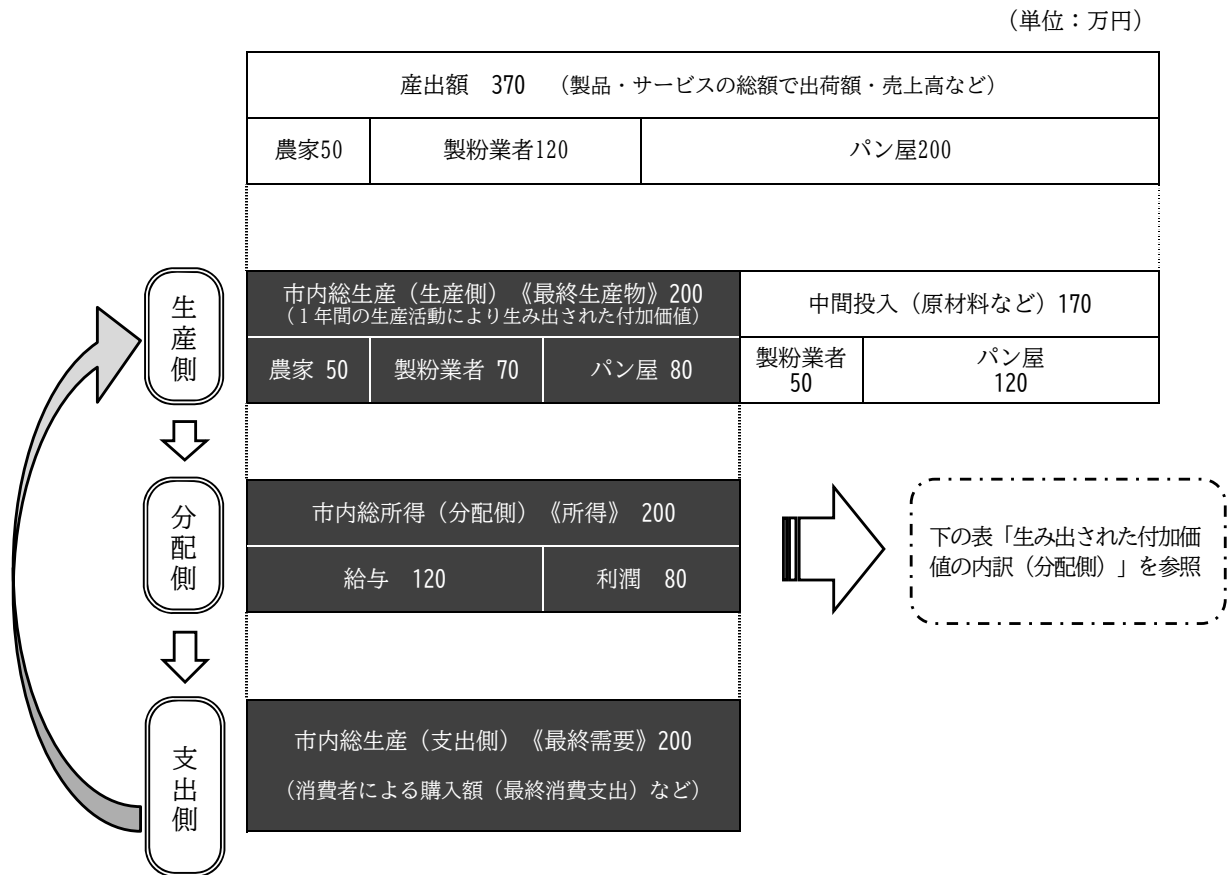 （単位：万円）
産出額　370　（製品・サービスの総額で出荷額・売上高など）
農家50
製粉業者120
パン屋200
生産側
市内総生産（生産側）《最終生産物》200
（１年間の生産活動により生み出された付加価値）
中間投入（原材料など）170
農家 50
製粉業者 70
パン屋 80
製粉業者
50
パン屋
120
分配側
市内総所得（分配側）《所得》 200
給与　120
利潤　80
下の表「生み出された付加価
値の内訳（分配側）」を参照
支出側
市内総生産（支出側）《最終需要》200
（消費者による購入額（最終消費支出）など）